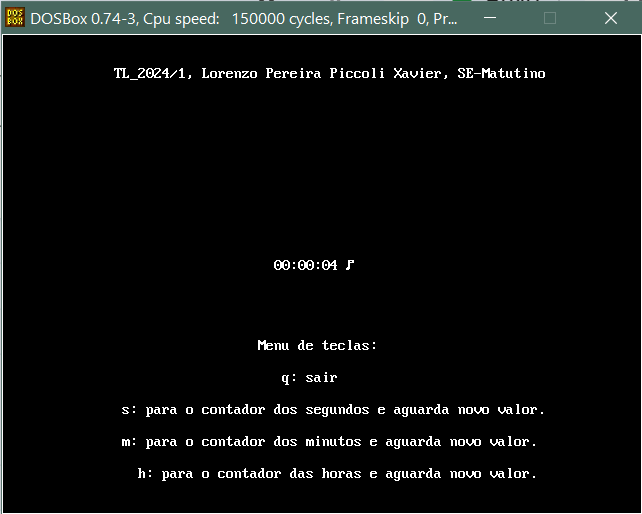 DOSBox 0.74-3, Cpu speed: 150000 cycles, Frameskip 0, Pr...
TL_2024/1, Lorenzo Pereira Piccoli Xavier, SE-Matutino
00:00:04 ♪
Menu de teclas:
q: sair
s: para o contador dos segundos e aguarda novo valor.
m: para o contador dos minutos e aguarda novo valor.
h: para o contador das horas e aguarda novo valor.